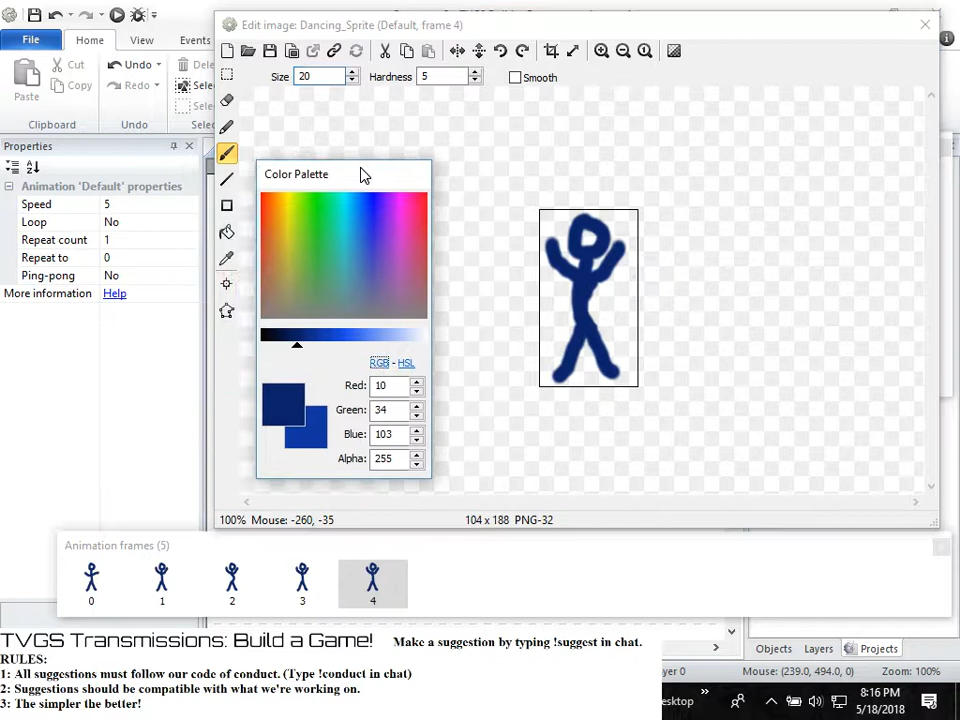 Edit image: Dancing_Sprite (Default, frame 4)
File Home View Events
Size 20 Hardness 5 Smooth
Paste Cut Copy Undo Redo
Clipboard Undo
Properties
Animation 'Default' properties
Speed 5
Loop No
Repeat count 1
Repeat to 0
Ping-pong No
More information Help
Color Palette
RGB - HSL
Red: 10
Green: 34
Blue: 103
Alpha: 255
100% Mouse: -260, -35 104 x 188 PNG-32
Animation frames (5)
0 1 2 3 4
TVGS Transmissions: Build a Game! Make a suggestion by typing !suggest in chat.
RULES:
1: All suggestions must follow our code of conduct. (Type !conduct in chat)
2: Suggestions should be compatible with what we're working on.
3: The simpler the better!
Objects Layers Projects
Mouse: (239.0, 494.0, 0) Zoom: 100%
8:16 PM
5/18/2018